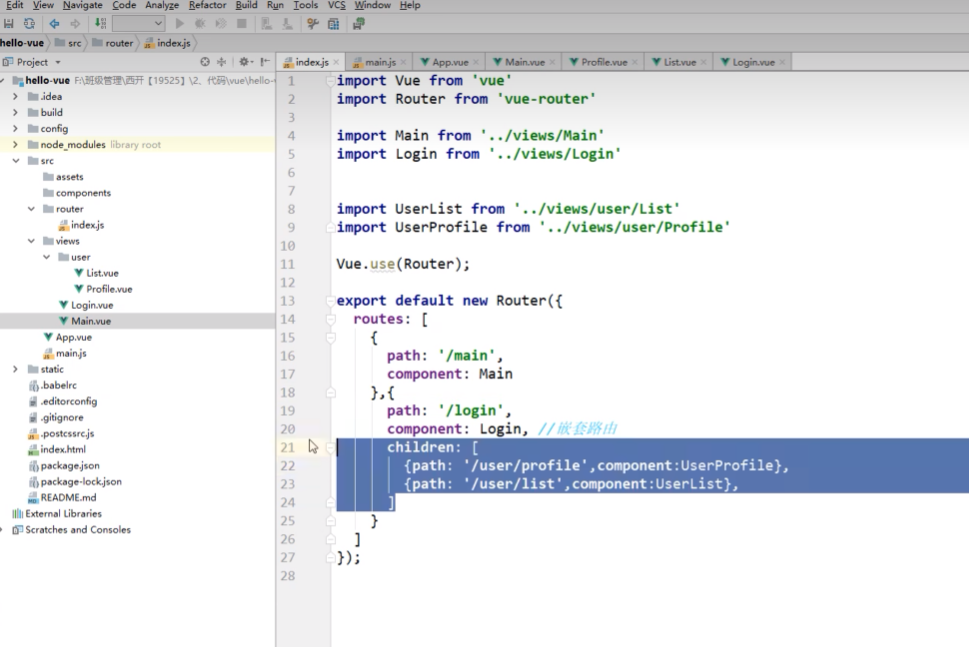 Edit View Navigate Code Analyze Refactor Build Run Tools VCS Window Help
hello-vue src router index.js
Project
index.js main.js App.vue Main.vue Profile.vue List.vue Login.vue
hello-vue F:\班级管理\西开【19525】\2、代码\vue\hello-
.idea
build
config
node_modules library root
src
assets
components
router
index.js
views
user
List.vue
Profile.vue
Login.vue
Main.vue
App.vue
main.js
static
.babelrc
.editorconfig
.gitignore
.postcssrc.js
index.html
package.json
package-lock.json
README.md
External Libraries
Scratches and Consoles
1 import Vue from 'vue'
2 import Router from 'vue-router'
3
4 import Main from '../views/Main'
5 import Login from '../views/Login'
6
7
8 import UserList from '../views/user/List'
9 import UserProfile from '../views/user/Profile'
10
11 Vue.use(Router);
12
13 export default new Router({
14 routes: [
15 {
16 path: '/main',
17 component: Main
18 },{
19 path: '/login',
20 component: Login, //嵌套路由
21 children: [
22 {path: '/user/profile',component:UserProfile},
23 {path: '/user/list',component:UserList},
24 ]
25 }
26 ]
27 });
28